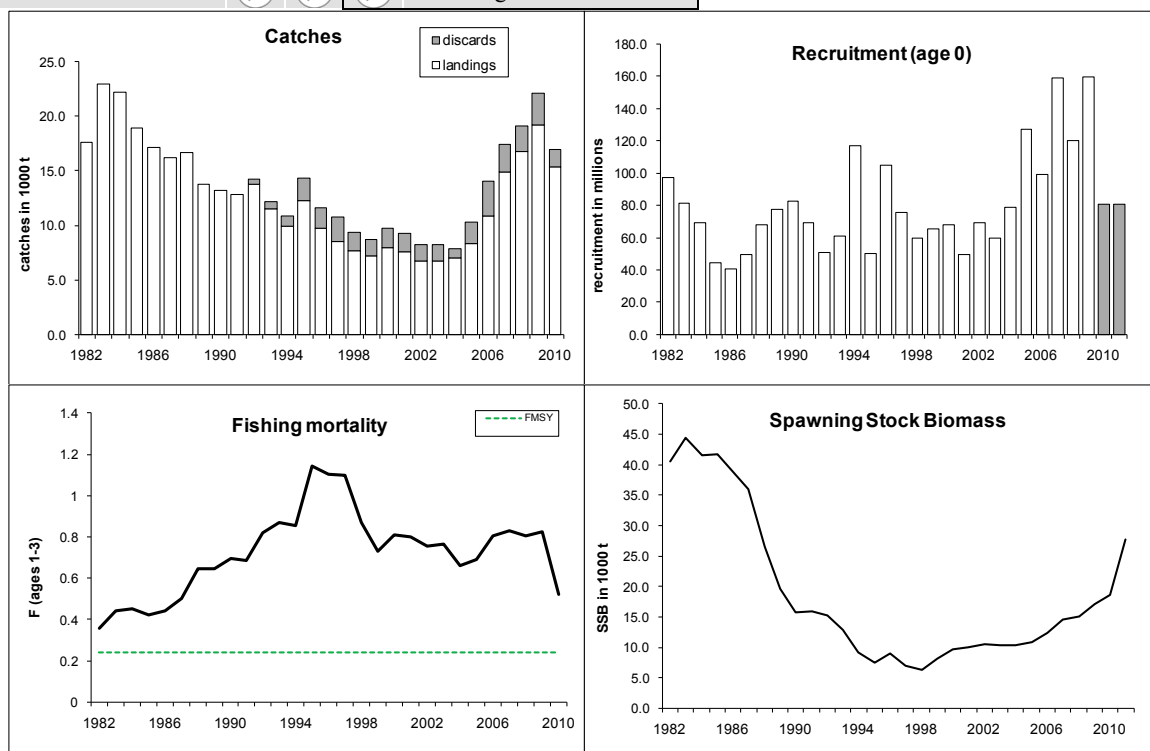 Catches
discards
landings
catches in 1000 t
25.0
20.0
15.0
10.0
5.0
0.0
1982 1986 1990 1994 1998 2002 2006 2010
Recruitment (age 0)
recruitment in millions
180.0
160.0
140.0
120.0
100.0
80.0
60.0
40.0
20.0
0.0
1982 1986 1990 1994 1998 2002 2006 2010
Fishing mortality
FMSY
F (ages 1-3)
1.4
1.2
1
0.8
0.6
0.4
0.2
0
1982 1986 1990 1994 1998 2002 2006 2010
Spawning Stock Biomass
SSB in 1000 t
50.0
45.0
40.0
35.0
30.0
25.0
20.0
15.0
10.0
5.0
0.0
1982 1986 1990 1994 1998 2002 2006 2010